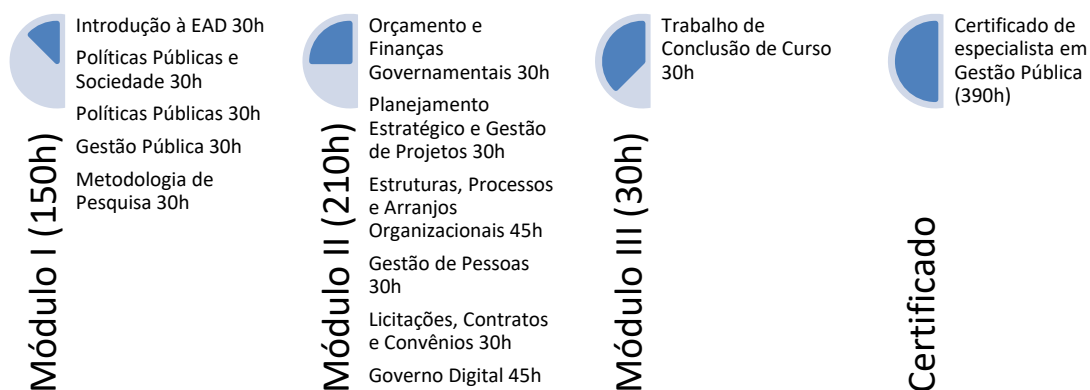 Módulo I (150h)
Introdução à EAD 30h
Políticas Públicas e
Sociedade 30h
Políticas Públicas 30h
Gestão Pública 30h
Metodologia de
Pesquisa 30h
Módulo II (210h)
Orçamento e
Finanças
Governamentais 30h
Planejamento
Estratégico e Gestão
de Projetos 30h
Estruturas, Processos
e Arranjos
Organizacionais 45h
Gestão de Pessoas
30h
Licitações, Contratos
e Convênios 30h
Governo Digital 45h
Módulo III (30h)
Trabalho de
Conclusão de Curso
30h
Certificado
Certificado de
especialista em
Gestão Pública
(390h)